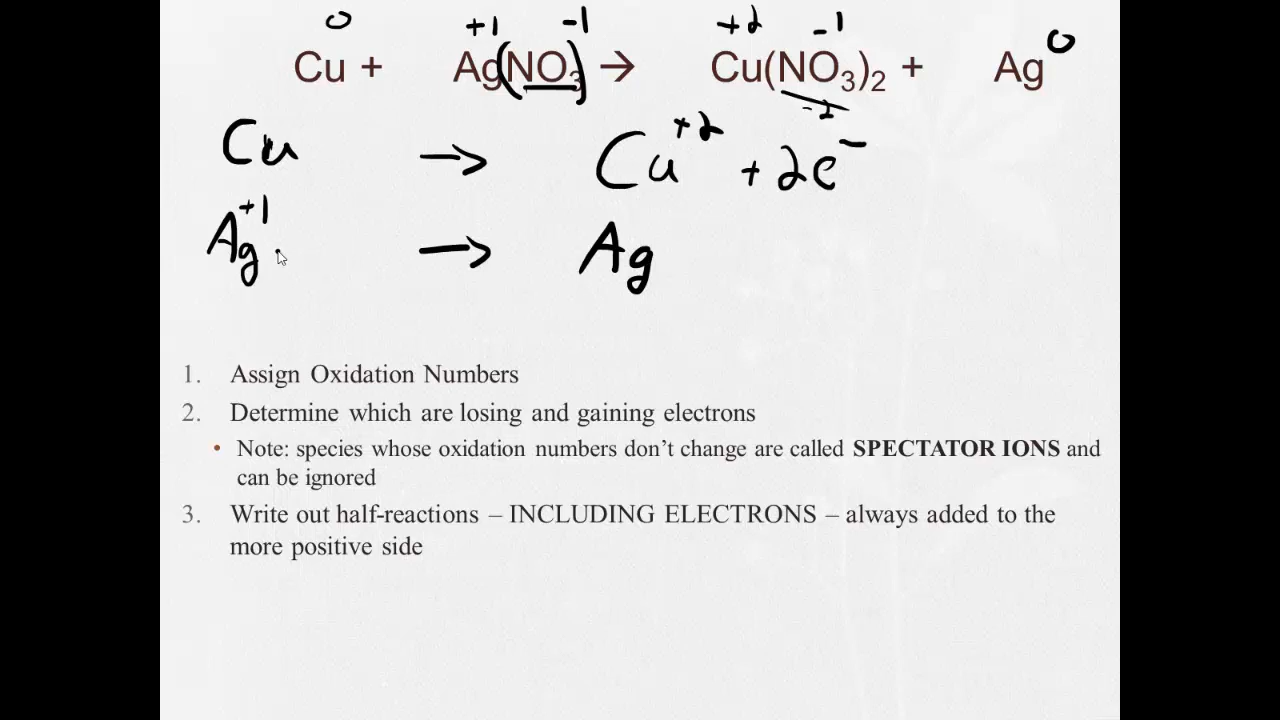 0 +1 -1 +2 -1 0
Cu + Ag(NO3) → Cu(NO3)2 + Ag
-2
Cu → Cu+2 + 2e-
Ag+1 → Ag
1. Assign Oxidation Numbers
2. Determine which are losing and gaining electrons
• Note: species whose oxidation numbers don’t change are called SPECTATOR IONS and
can be ignored
3. Write out half-reactions – INCLUDING ELECTRONS – always added to the
more positive side